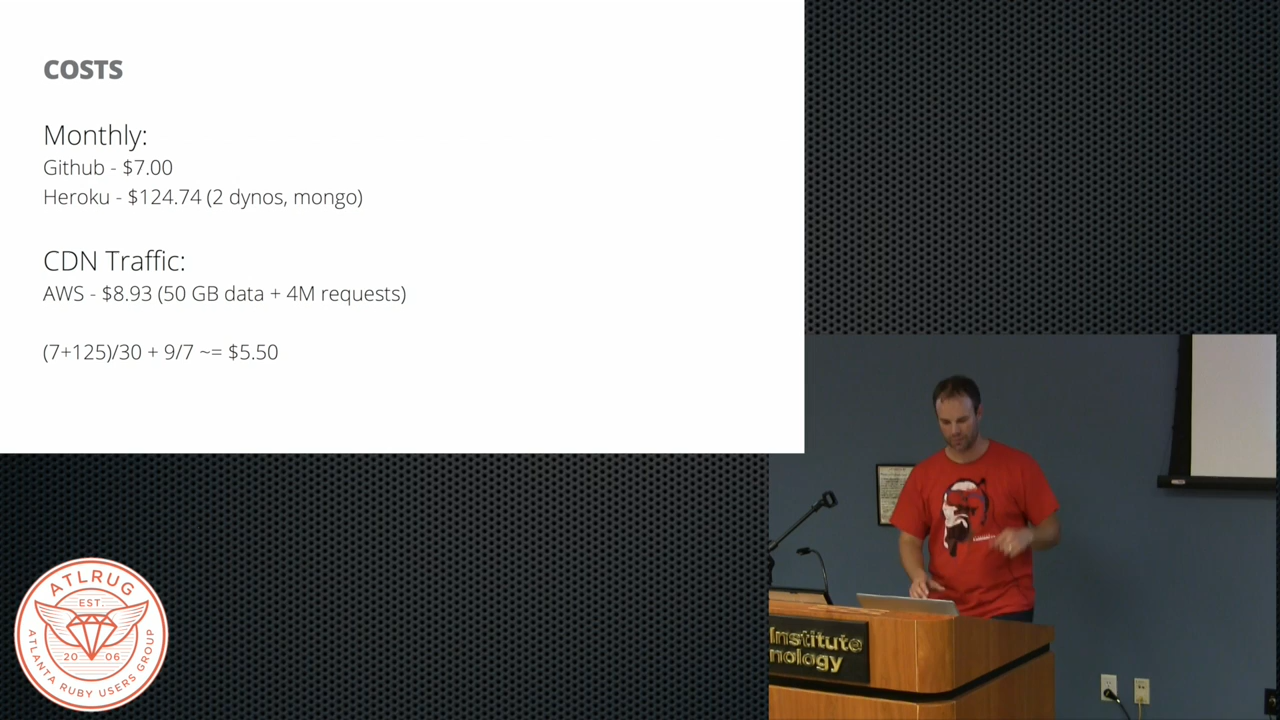 COSTS
Monthly:
Github - $7.00
Heroku - $124.74 (2 dynos, mongo)
CDN Traffic:
AWS - $8.93 (50 GB data + 4M requests)
(7+125)/30 + 9/7 ~= $5.50
Institute
nology
ATLRUG
EST.
20 06
ATLANTA RUBY USERS GROUP